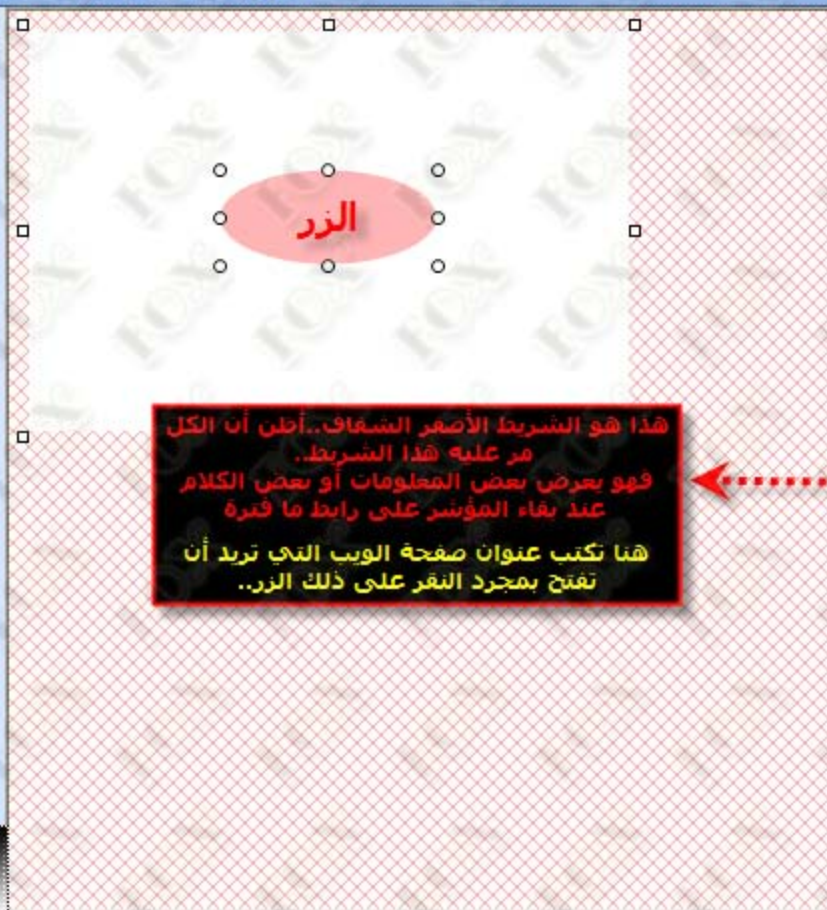 الزر
هذا هو الشريط الأصفر الشفاف..أظن أن الكل
مر عليه هذا الشريط..
فهو يعرض بعض المعلومات أو بعض الكلام
عند بقاء المؤشر على رابط ما فترة
هنا تكتب عنوان صفحة الويب التي تريد أن
تفتح بمجرد النقر على ذلك الزر..